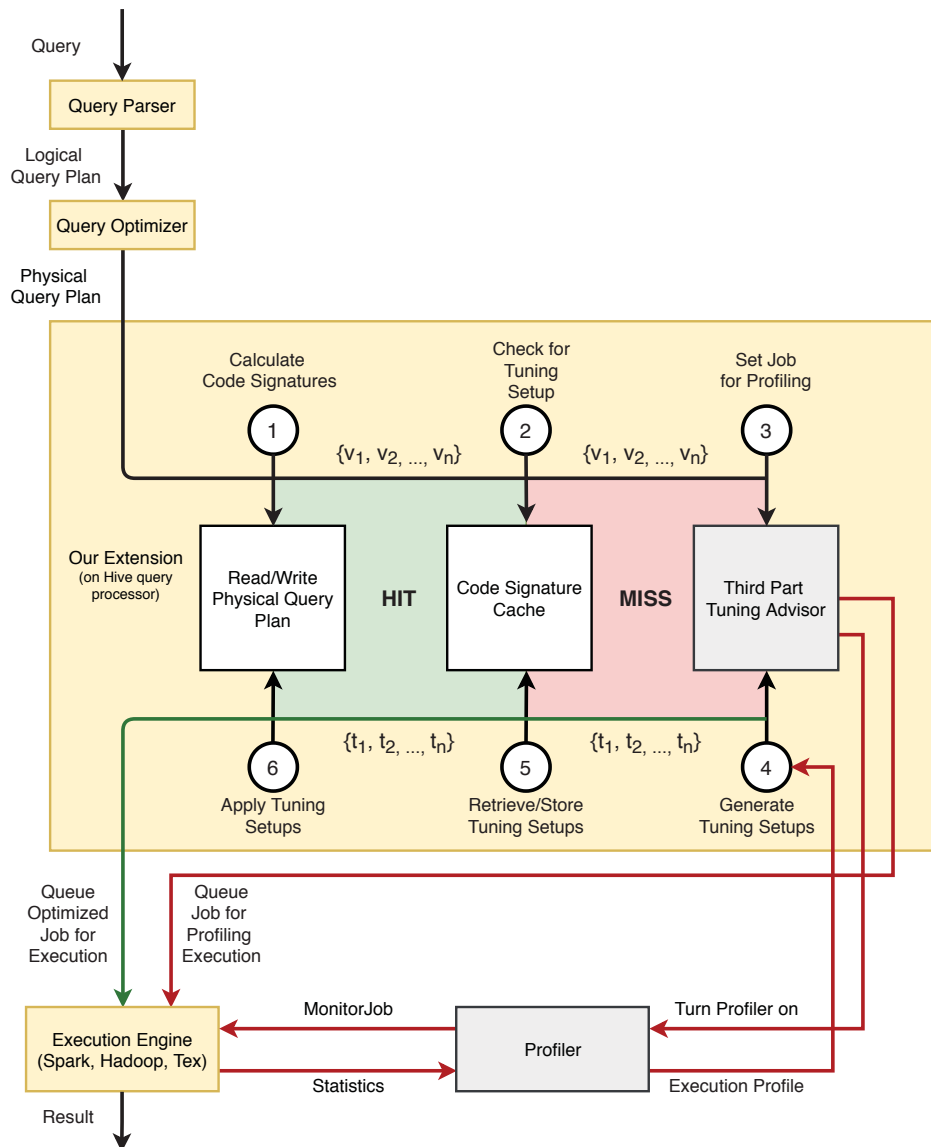 Query
Query Parser
Logical
Query Plan
Query Optimizer
Physical
Query Plan
Calculate
Code Signatures
Check for
Tuning
Setup
Set Job
for Profiling
1
2
3
{v1, v2, ..., vn}
{v1, v2, ..., vn}
Our Extension
(on Hive query
processor)
Read/Write
Physical Query
Plan
HIT
Code Signature
Cache
MISS
Third Part
Tuning Advisor
{t1, t2, ..., tn}
{t1, t2, ..., tn}
6
5
4
Apply Tuning
Setups
Retrieve/Store
Tuning Setups
Generate
Tuning Setups
Queue
Optimized
Job for
Execution
Queue
Job for
Profiling
Execution
Execution Engine
(Spark, Hadoop, Tex)
MonitorJob
Statistics
Profiler
Turn Profiler on
Execution Profile
Result